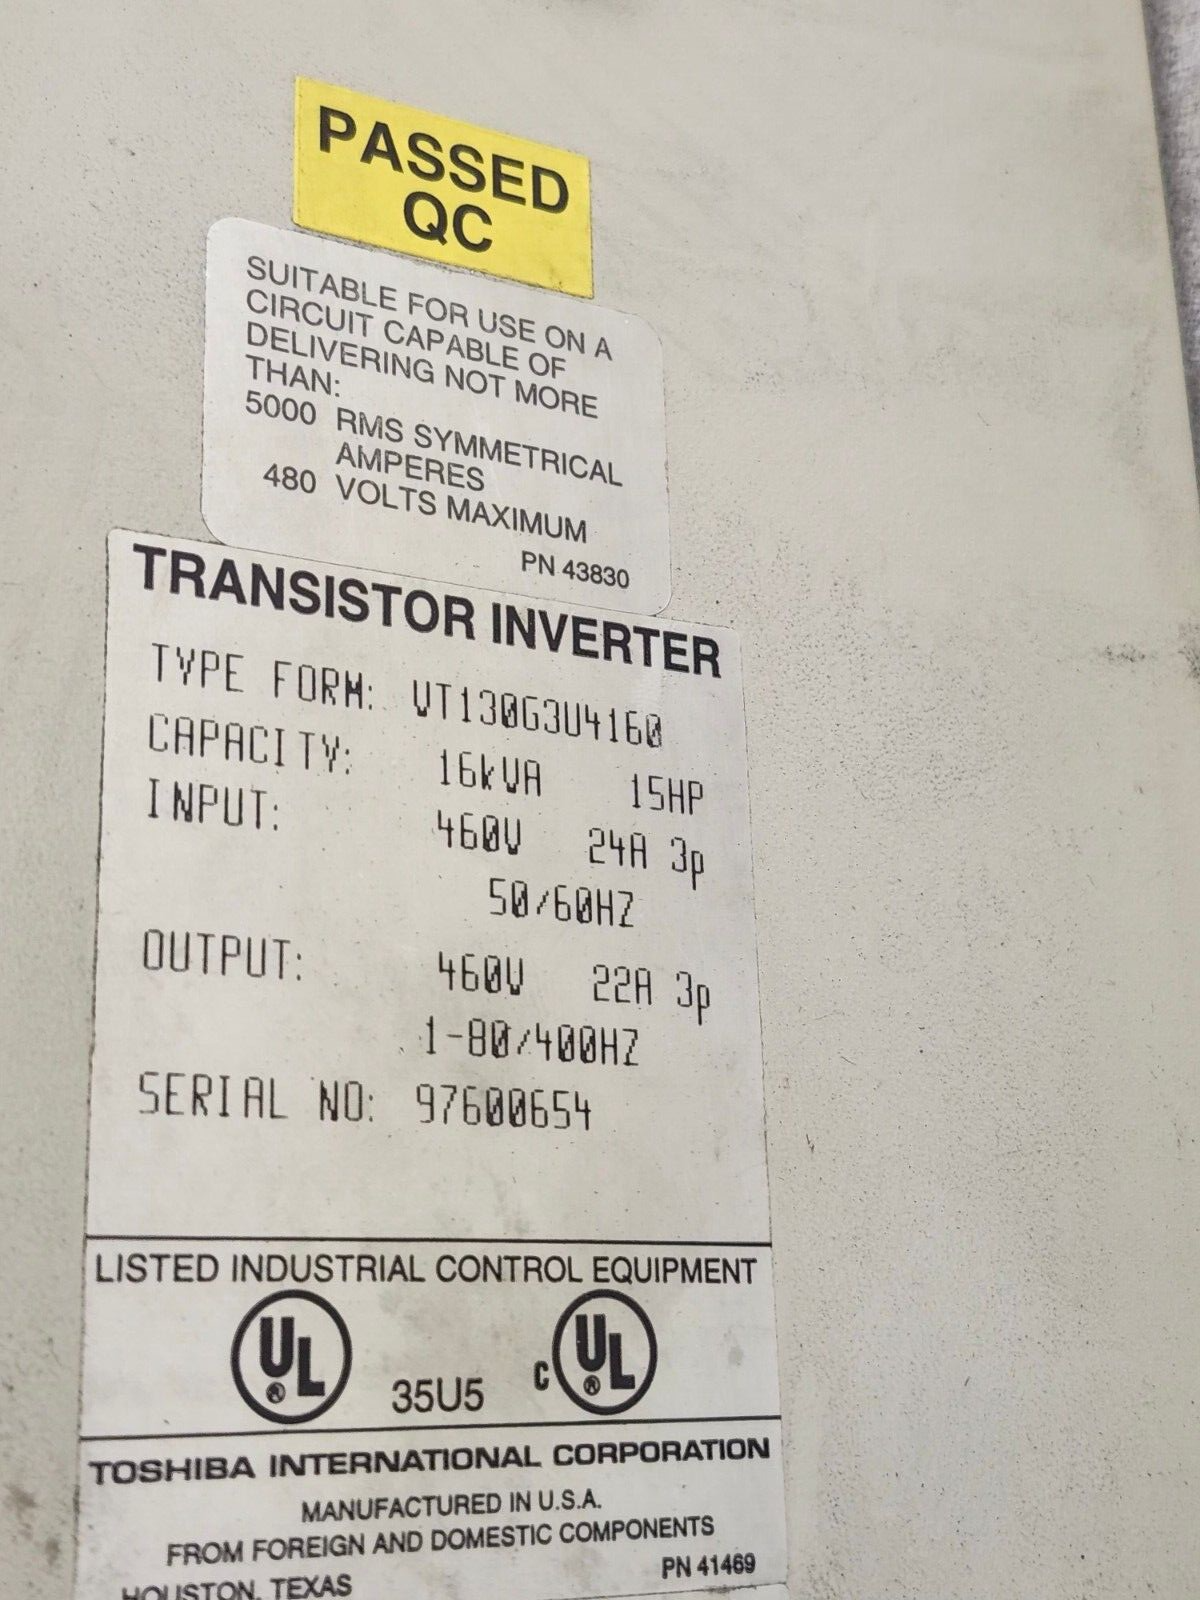 PASSED
QC
SUITABLE FOR USE ON A
CIRCUIT CAPABLE OF
DELIVERING NOT MORE
THAN:
5000 RMS SYMMETRICAL
AMPERES
480 VOLTS MAXIMUM
PN 43830
TRANSISTOR INVERTER
TYPE FORM: VT130G3U4160
CAPACITY: 16kVA 15HP
INPUT: 460V 24A 3p
50/60HZ
OUTPUT: 460V 22A 3p
1-80/400HZ
SERIAL NO: 97600654
LISTED INDUSTRIAL CONTROL EQUIPMENT
UL® 35U5 c UL®
TOSHIBA INTERNATIONAL CORPORATION
MANUFACTURED IN U.S.A.
FROM FOREIGN AND DOMESTIC COMPONENTS
PN 41469
HOUSTON, TEXAS